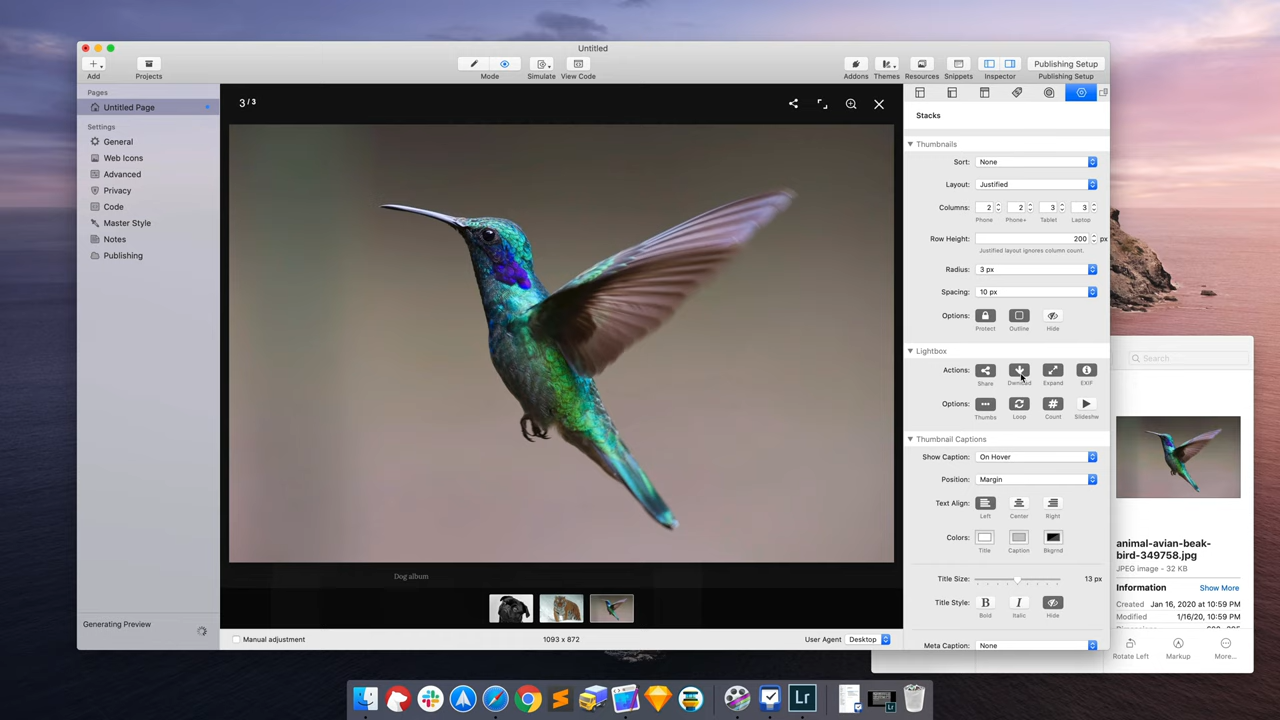 Untitled
Add
Projects
Mode
Simulate
View Code
Addons
Themes
Resources
Snippets
Inspector
Publishing Setup
Publishing Setup
Pages
Untitled Page
Settings
General
Web Icons
Advanced
Privacy
Code
Master Style
Notes
Publishing
Generating Preview
3 / 3
Dog album
Manual adjustment
1093 x 872
User Agent
Desktop
Stacks
Thumbnails
Sort: None
Layout: Justified
Columns: 2 2 3 3
Phone Phone+ Tablet Laptop
Row Height: 200 px
Justified layout ignores column count.
Radius: 3 px
Spacing: 10 px
Options:
Protect Outline Hide
Lightbox
Actions:
Share Download Expand EXIF
Options:
Thumbs Loop Count Slideshw
Thumbnail Captions
Show Caption: On Hover
Position: Margin
Text Align:
Left Center Right
Colors:
Title Caption Bkgrnd
Title Size: 13 px
Title Style: B I
Bold Italic Hide
Meta Caption: None
Search
animal-avian-beak-
bird-349758.jpg
JPEG image - 32 KB
Information Show More
Created Jan 16, 2020 at 10:59 PM
Modified 1/16/20, 10:59 PM
Rotate Left Markup More...
Lr